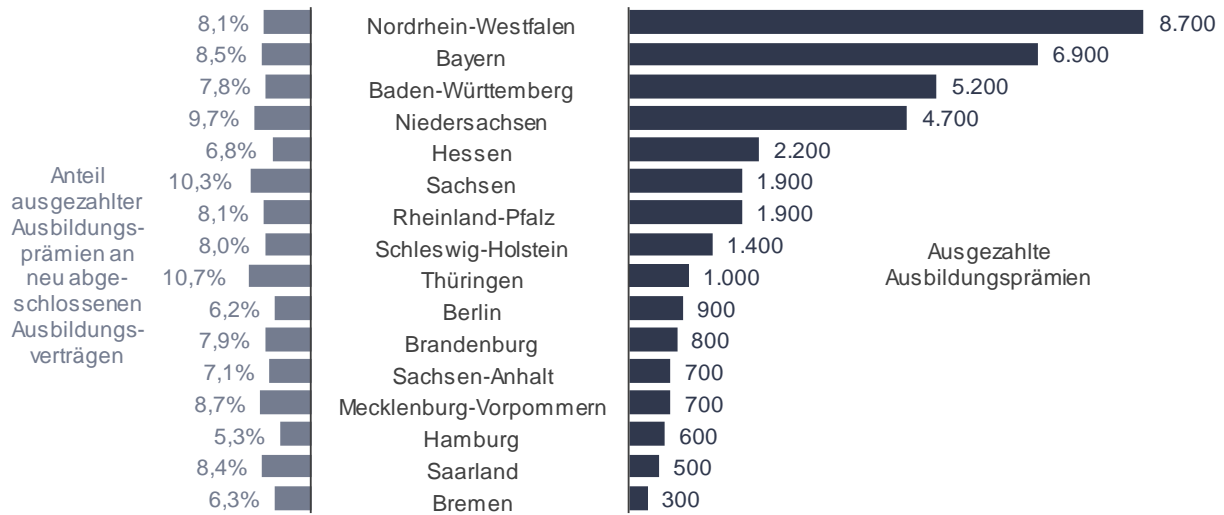 8,1% Nordrhein-Westfalen 8.700
8,5% Bayern 6.900
7,8% Baden-Württemberg 5.200
9,7% Niedersachsen 4.700
6,8% Hessen 2.200
10,3% Sachsen 1.900
8,1% Rheinland-Pfalz 1.900
8,0% Schleswig-Holstein 1.400
10,7% Thüringen 1.000
6,2% Berlin 900
7,9% Brandenburg 800
7,1% Sachsen-Anhalt 700
8,7% Mecklenburg-Vorpommern 700
5,3% Hamburg 600
8,4% Saarland 500
6,3% Bremen 300
Anteil
ausgezahlter
Ausbildungs-
prämien an
neu abge-
schlossenen
Ausbildungs-
verträgen
Ausgezahlte
Ausbildungsprämien